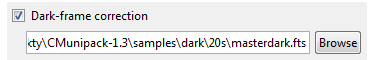 Dark-frame correction
kty\CMunipack-1.3\samples\dark\20s\masterdark.fts Browse